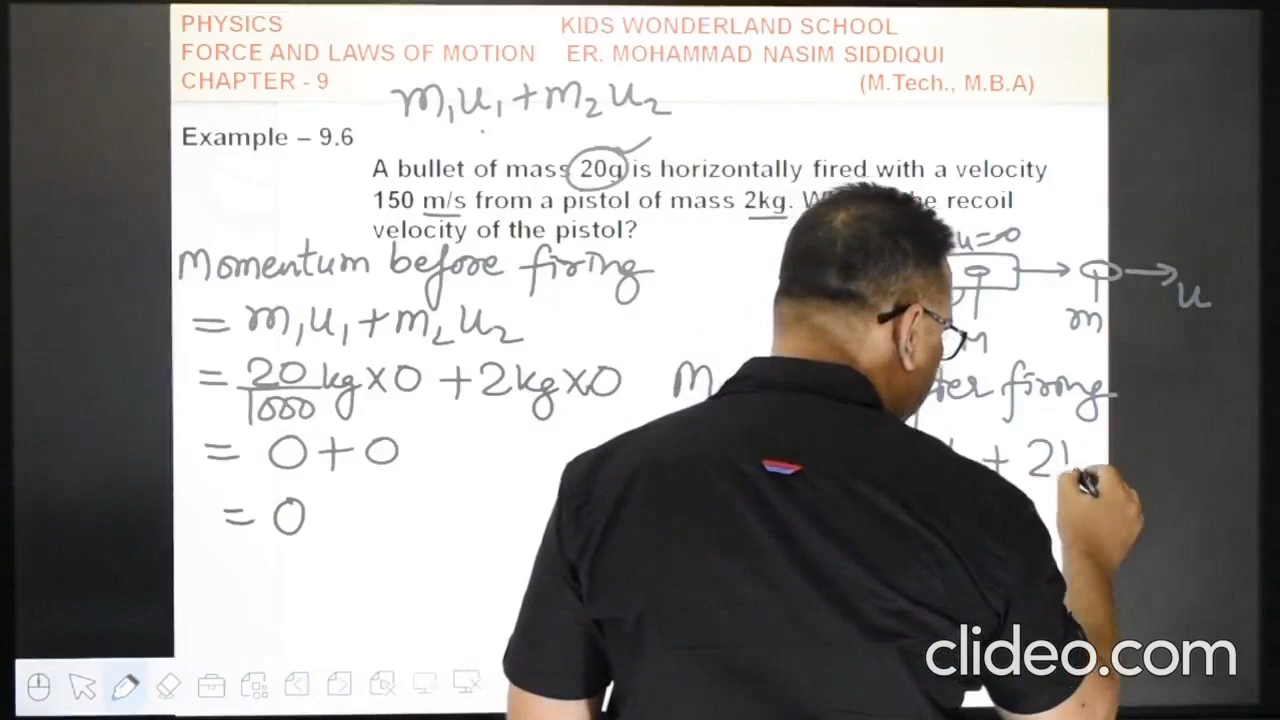 PHYSICS KIDS WONDERLAND SCHOOL
FORCE AND LAWS OF MOTION ER. MOHAMMAD NASIM SIDDIQUI
CHAPTER - 9 (M.Tech., M.B.A)
m₁u₁ + m₂u₂
Example – 9.6
A bullet of mass 20g is horizontally fired with a velocity
150 m/s from a pistol of mass 2kg. recoil
velocity of the pistol?
u=0
Momentum before firing
u
m
= m₁u₁ + m₂u₂
= 20/1000 kg × 0 + 2kg × 0
firing
= 0 + 0
+ 2
= 0
clideo.com